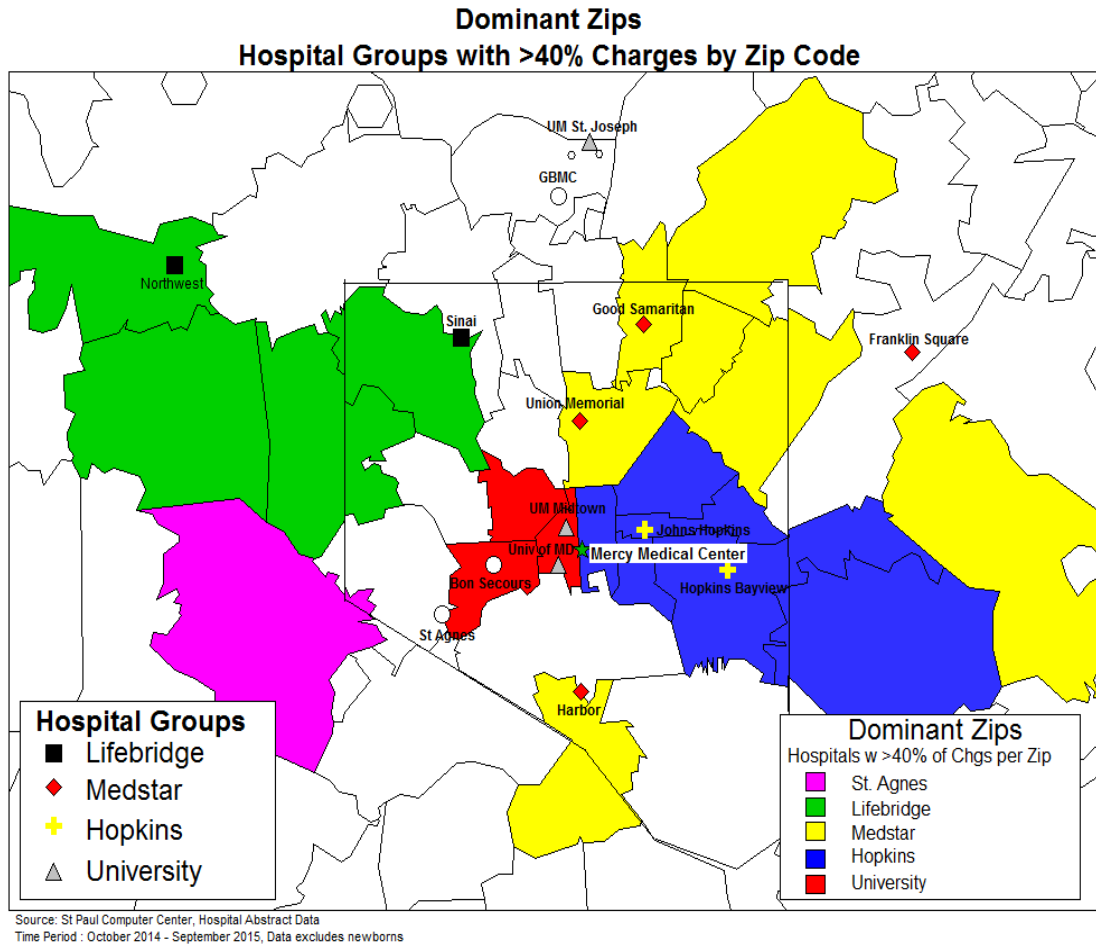 Dominant Zips
Hospital Groups with >40% Charges by Zip Code
UM St. Joseph
GBMC
Northwest
Sinai
Good Samaritan
Franklin Square
Union Memorial
UM Midtown
Johns Hopkins
Univ of MD
Mercy Medical Center
Bon Secours
Hopkins Bayview
St Agnes
Harbor
Hospital Groups
Lifebridge
Medstar
Hopkins
University
Dominant Zips
Hospitals w >40% of Chgs per Zip
St. Agnes
Lifebridge
Medstar
Hopkins
University
Source: St Paul Computer Center, Hospital Abstract Data
Time Period : October 2014 - September 2015, Data excludes newborns